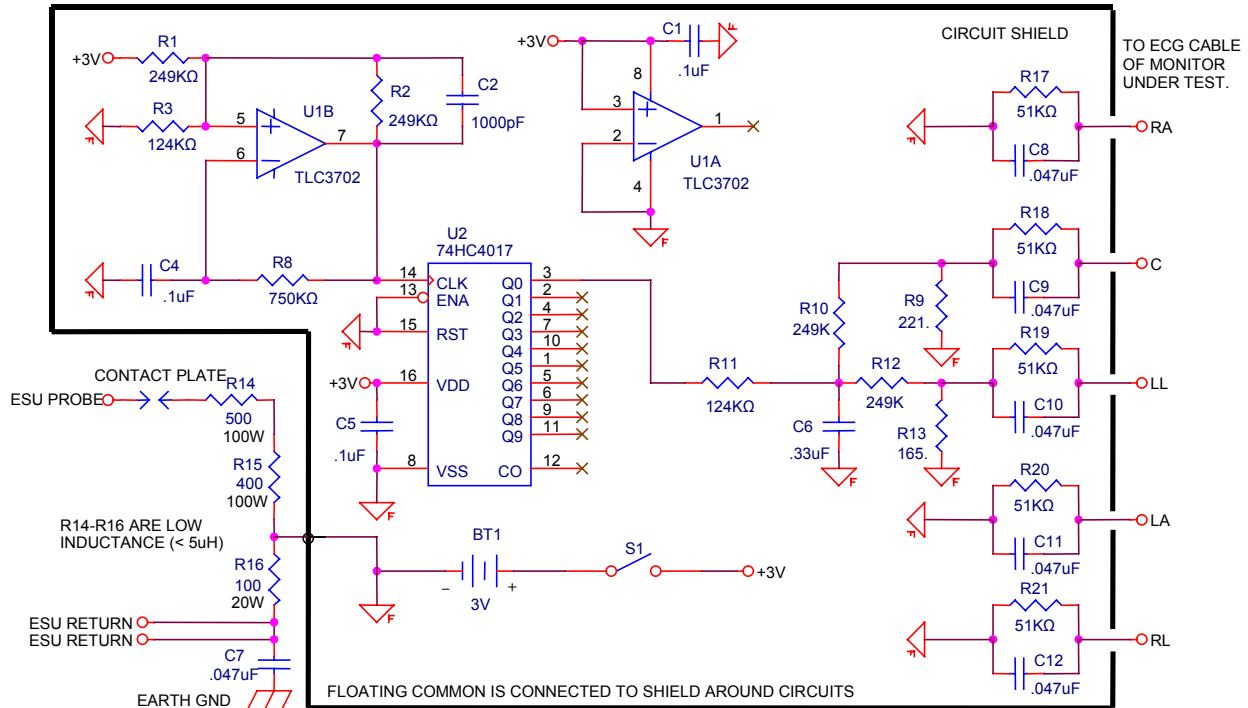 CIRCUIT SHIELD
TO ECG CABLE
OF MONITOR
UNDER TEST.
+3V
R1
249KΩ
R3
124KΩ
5
6
7
U1B
TLC3702
R2
249KΩ
C2
1000pF
C4
.1uF
R8
750KΩ
+3V
C1
.1uF
8
3
2
1
4
U1A
TLC3702
U2
74HC4017
14
CLK
13
ENA
15
RST
+3V
16
VDD
C5
.1uF
8
VSS
Q0
3
Q1
2
Q2
4
Q3
7
Q4
10
Q5
1
Q6
5
Q7
6
Q8
9
Q9
11
CO
12
R11
124KΩ
R10
249K
R12
249K
C6
.33uF
R9
221.
R13
165.
R17
51KΩ
C8
.047uF
RA
R18
51KΩ
C9
.047uF
C
R19
51KΩ
C10
.047uF
LL
R20
51KΩ
C11
.047uF
LA
R21
51KΩ
C12
.047uF
RL
CONTACT PLATE
ESU PROBE
R14
500
100W
R15
400
100W
R14-R16 ARE LOW
INDUCTANCE (< 5uH)
R16
100
20W
ESU RETURN
ESU RETURN
C7
.047uF
EARTH GND
BT1
−
+
3V
S1
+3V
F
F
F
F
F
F
F
F
F
F
F
F
F
FLOATING COMMON IS CONNECTED TO SHIELD AROUND CIRCUITS